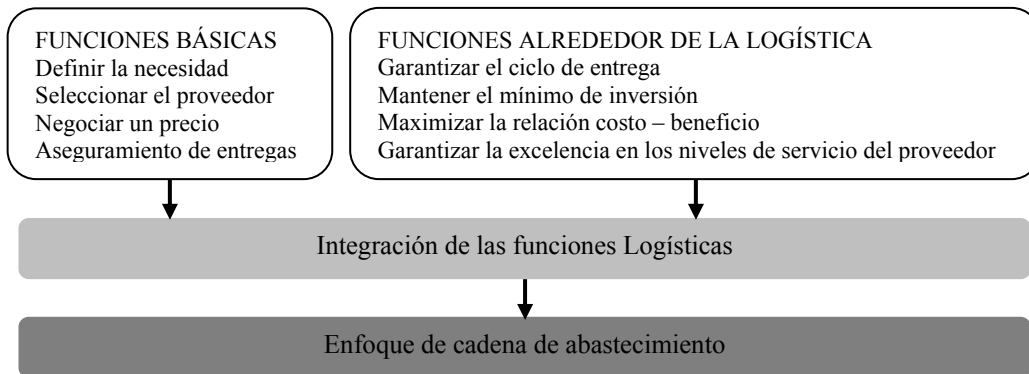 FUNCIONES BÁSICAS
Definir la necesidad
Seleccionar el proveedor
Negociar un precio
Aseguramiento de entregas
FUNCIONES ALREDEDOR DE LA LOGÍSTICA
Garantizar el ciclo de entrega
Mantener el mínimo de inversión
Maximizar la relación costo – beneficio
Garantizar la excelencia en los niveles de servicio del proveedor
Integración de las funciones Logísticas
Enfoque de cadena de abastecimiento